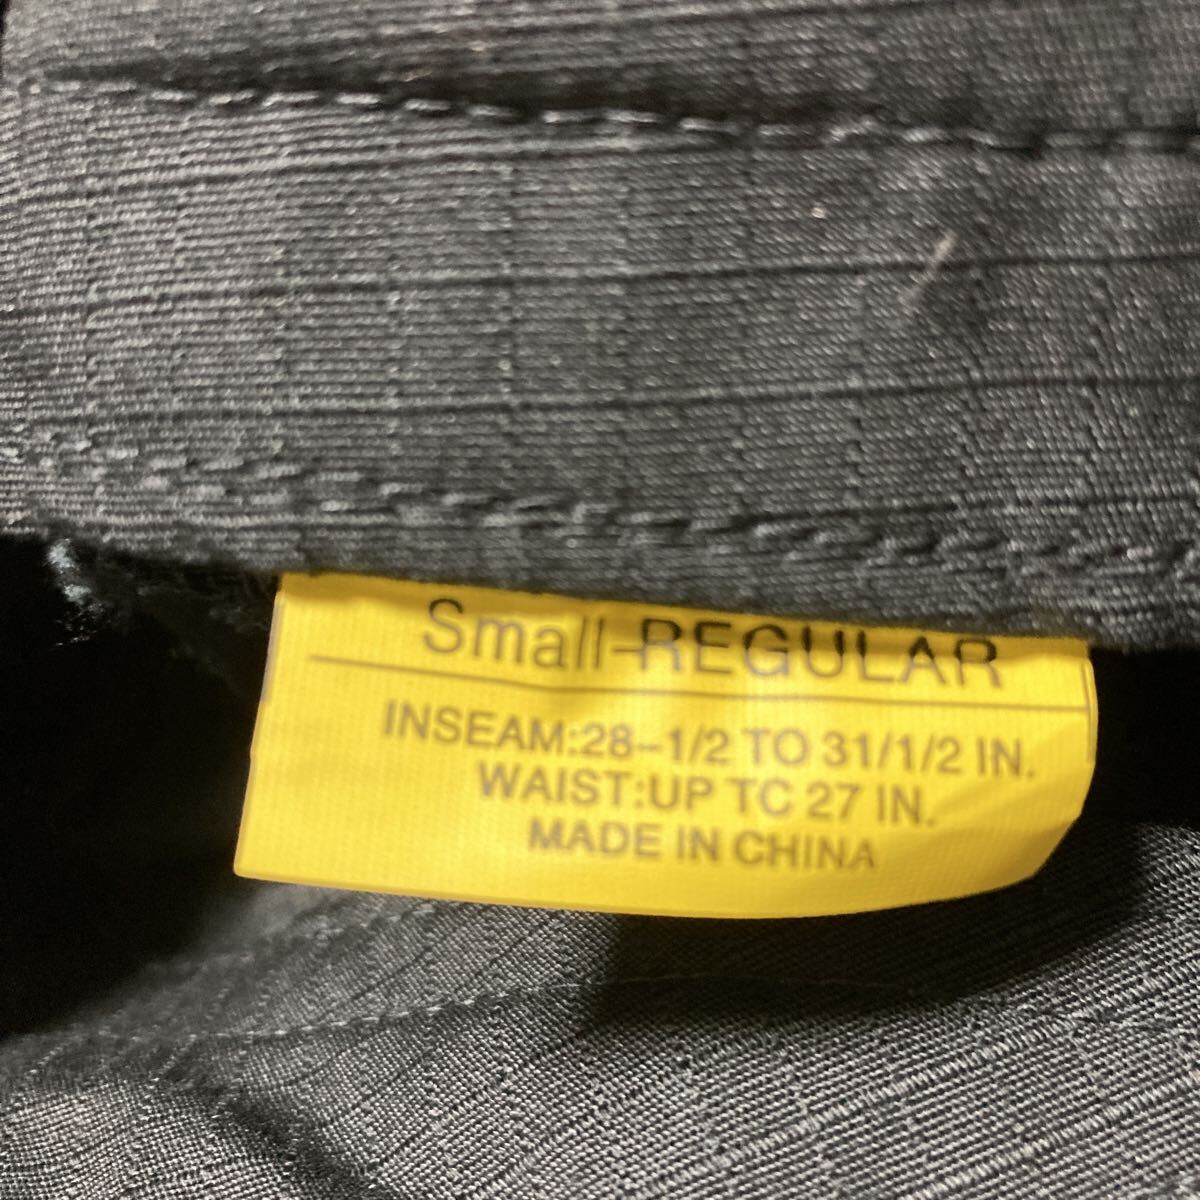 Small-REGULAR
INSEAM:28-1/2 TO 31/1/2 IN.
WAIST:UP TC 27 IN.
MADE IN CHINA